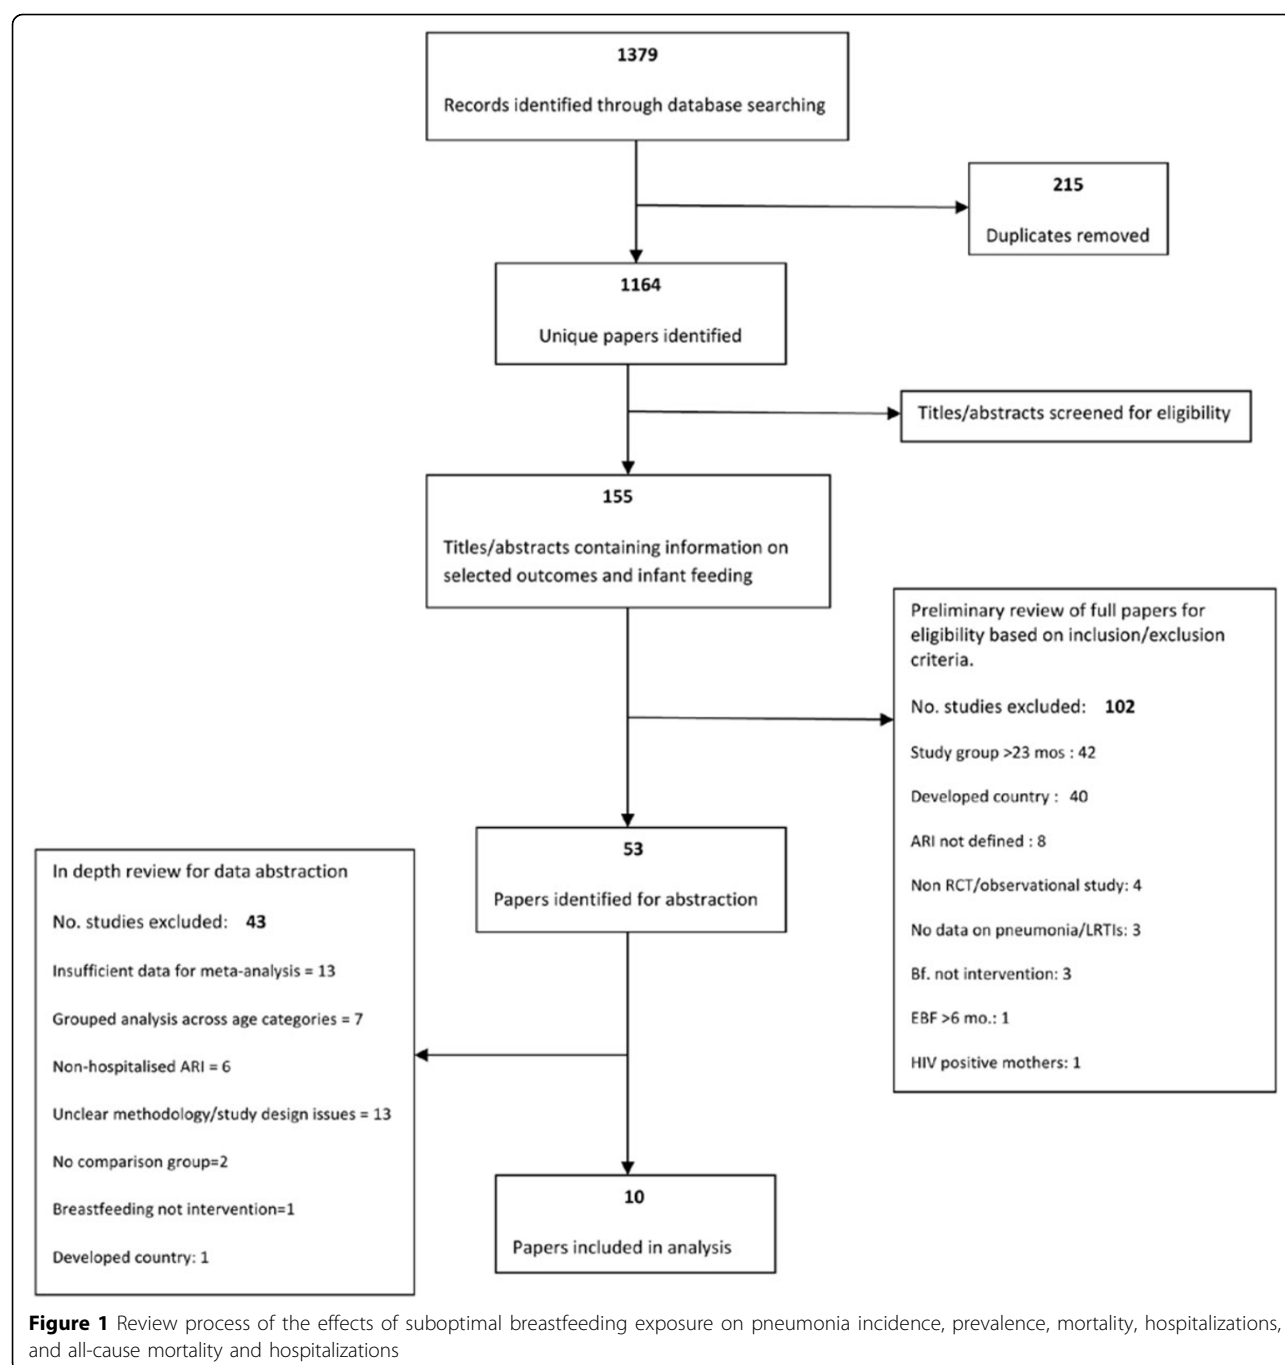 1379
Records identified through database searching
215
Duplicates removed
1164
Unique papers identified
Titles/abstracts screened for eligibility
155
Titles/abstracts containing information on
selected outcomes and infant feeding
Preliminary review of full papers for
eligibility based on inclusion/exclusion
criteria.
No. studies excluded: 102
Study group >23 mos : 42
Developed country : 40
ARI not defined : 8
Non RCT/observational study: 4
No data on pneumonia/LRTIs: 3
Bf. not intervention: 3
EBF >6 mo.: 1
HIV positive mothers: 1
53
Papers identified for abstraction
In depth review for data abstraction
No. studies excluded: 43
Insufficient data for meta-analysis = 13
Grouped analysis across age categories = 7
Non-hospitalised ARI = 6
Unclear methodology/study design issues = 13
No comparison group=2
Breastfeeding not intervention=1
Developed country: 1
10
Papers included in analysis
Figure 1 Review process of the effects of suboptimal breastfeeding exposure on pneumonia incidence, prevalence, mortality, hospitalizations,
and all-cause mortality and hospitalizations